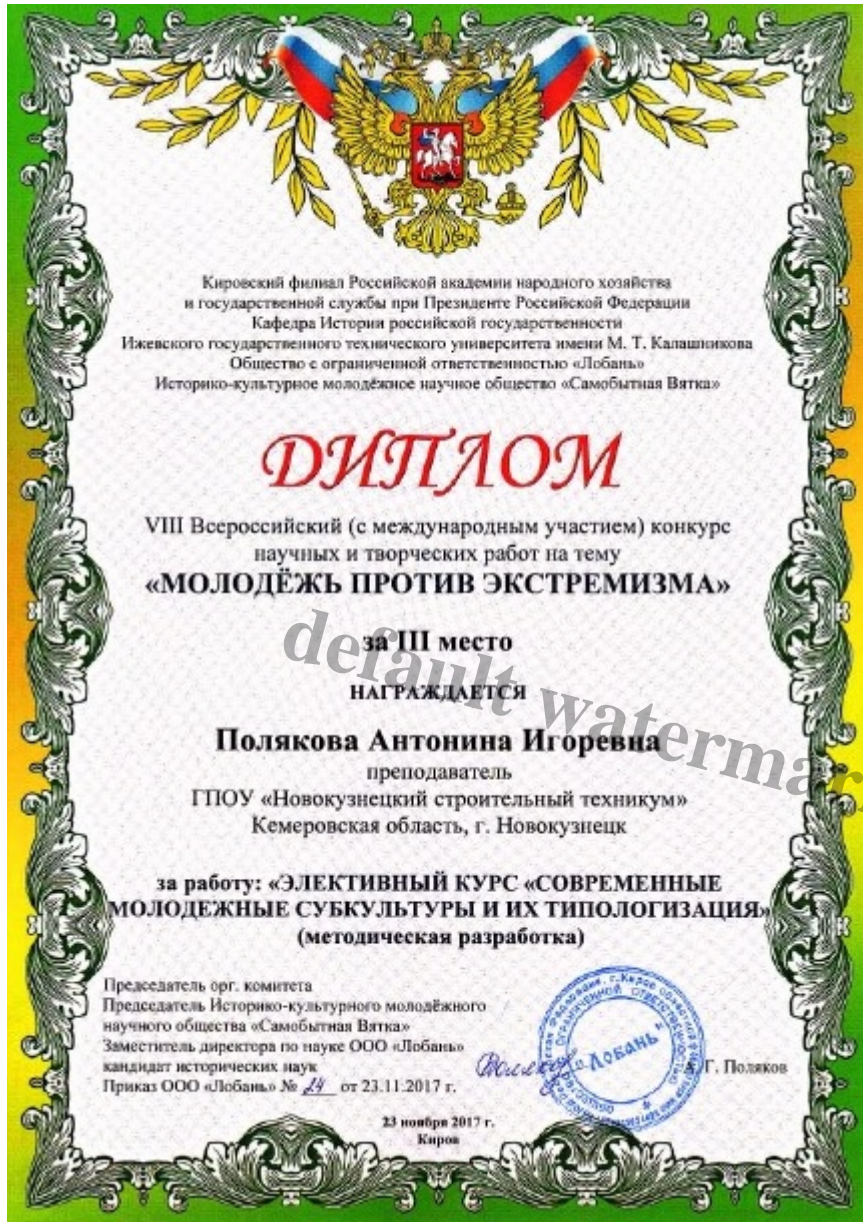 Кировский филиал Российской академии народного хозяйства
и государственной службы при Президенте Российской Федерации
Кафедра Истории российской государственности
Ижевского государственного технического университета имени М. Т. Калашникова
Общество с ограниченной ответственностью «Лобань»
Историко-культурное молодёжное научное общество «Самобытная Вятка»
ДИПЛОМ
VIII Всероссийский (с международным участием) конкурс
научных и творческих работ на тему
«МОЛОДЁЖЬ ПРОТИВ ЭКСТРЕМИЗМА»
за III место
НАГРАЖДАЕТСЯ
Полякова Антонина Игоревна
преподаватель
ГПОУ «Новокузнецкий строительный техникум»
Кемеровская область, г. Новокузнецк
за работу: «ЭЛЕКТИВНЫЙ КУРС «СОВРЕМЕННЫЕ
МОЛОДЕЖНЫЕ СУБКУЛЬТУРЫ И ИХ ТИПОЛОГИЗАЦИЯ»
(методическая разработка)
Председатель орг. комитета
Председатель Историко-культурного молодёжного
научного общества «Самобытная Вятка»
Заместитель директора по науке ООО «Лобань»
кандидат исторических наук
Г. Поляков
Приказ ООО «Лобань» № 24 от 23.11.2017 г.
"Лобань"
23 ноября 2017 г.
Киров
default watermar